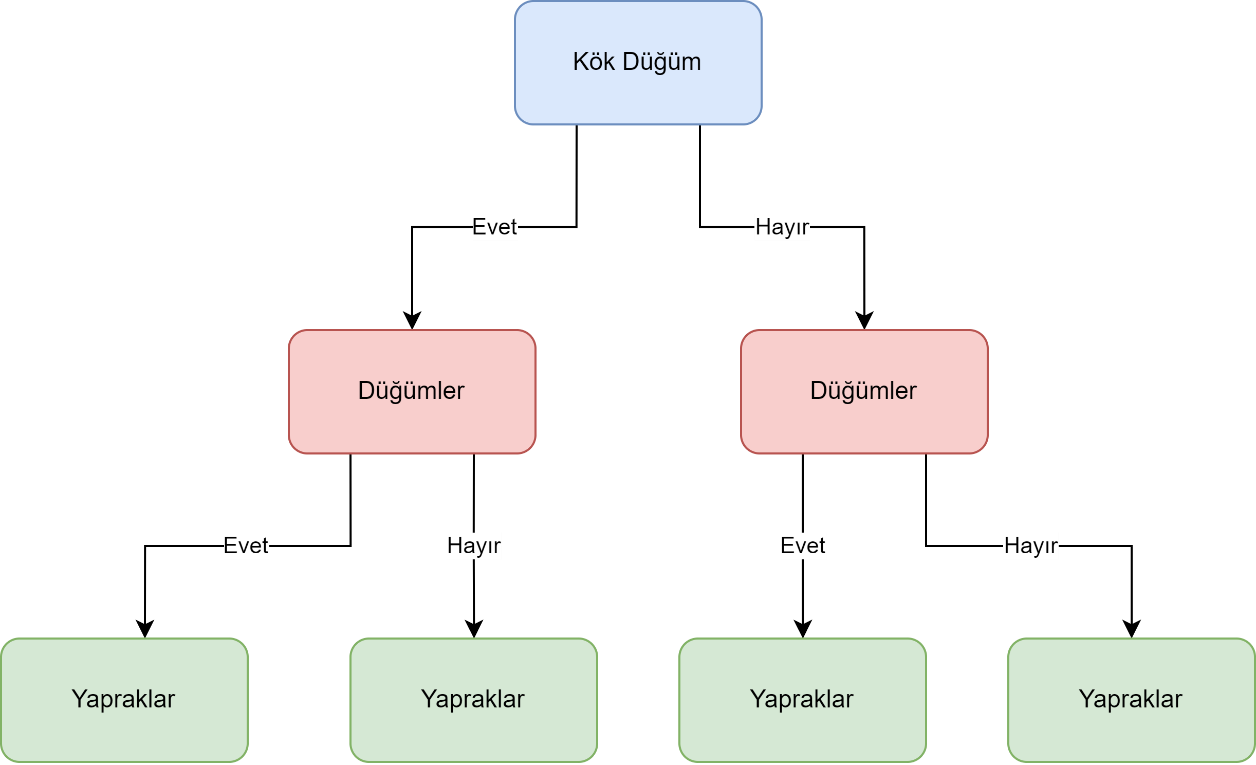 Kök Düğüm
Evet
Hayır
Düğümler
Düğümler
Evet
Hayır
Evet
Hayır
Yapraklar
Yapraklar
Yapraklar
Yapraklar